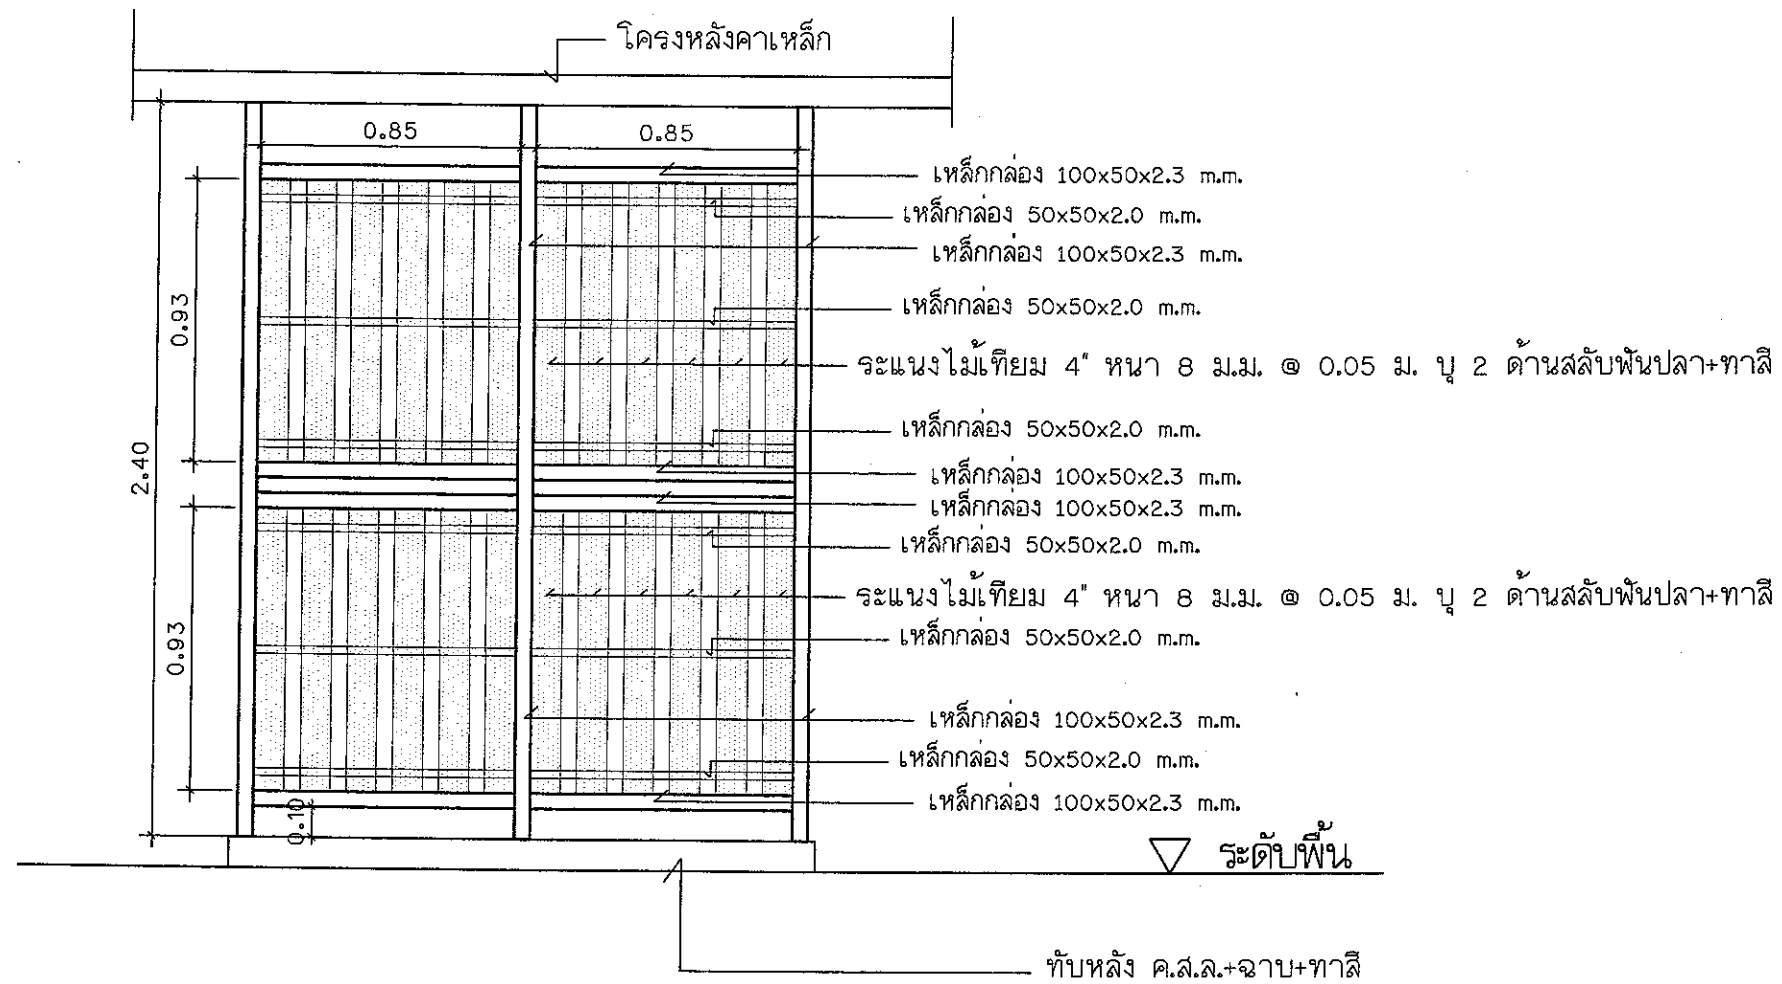 โครงหลังคาเหล็ก
0.85
0.85
เหล็กกล่อง 100x50x2.3 m.m.
เหล็กกล่อง 50x50x2.0 m.m.
เหล็กกล่อง 100x50x2.3 m.m.
0.93
เหล็กกล่อง 50x50x2.0 m.m.
ระแนงไม้เทียม 4" หนา 8 ม.ม. @ 0.05 ม. บุ 2 ด้านสลับฟันปลา+ทาสี
เหล็กกล่อง 50x50x2.0 m.m.
2.40
เหล็กกล่อง 100x50x2.3 m.m.
เหล็กกล่อง 100x50x2.3 m.m.
เหล็กกล่อง 50x50x2.0 m.m.
ระแนงไม้เทียม 4" หนา 8 ม.ม. @ 0.05 ม. บุ 2 ด้านสลับฟันปลา+ทาสี
เหล็กกล่อง 50x50x2.0 m.m.
0.93
เหล็กกล่อง 100x50x2.3 m.m.
เหล็กกล่อง 50x50x2.0 m.m.
เหล็กกล่อง 100x50x2.3 m.m.
0.10
ระดับพื้น
ทับหลัง ค.ส.ล.+ฉาบ+ทาสี